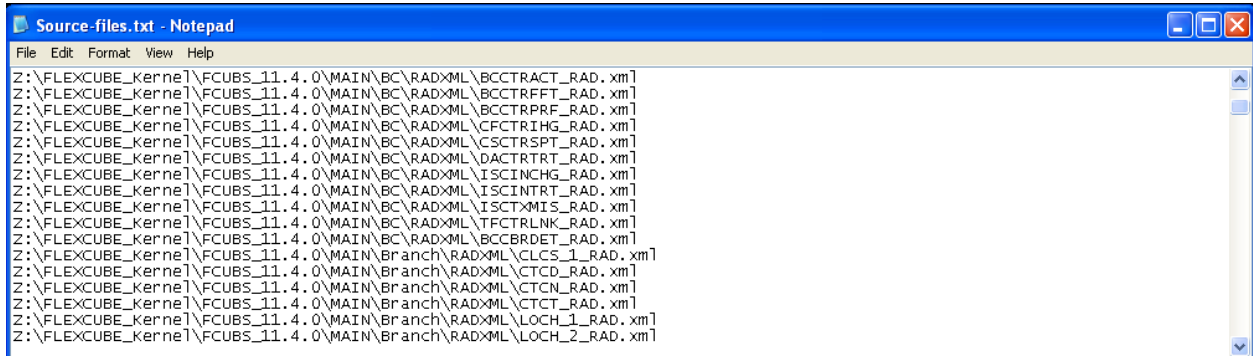 Source-files.txt - Notepad
File Edit Format View Help
Z:\FLEXCUBE_Kernel\FCUBS_11.4.0\MAIN\BC\RADXML\BCCTRACT_RAD.xml
Z:\FLEXCUBE_Kernel\FCUBS_11.4.0\MAIN\BC\RADXML\BCCTRFFT_RAD.xml
Z:\FLEXCUBE_Kernel\FCUBS_11.4.0\MAIN\BC\RADXML\BCCTRPRF_RAD.xml
Z:\FLEXCUBE_Kernel\FCUBS_11.4.0\MAIN\BC\RADXML\CFCTRIHG_RAD.xml
Z:\FLEXCUBE_Kernel\FCUBS_11.4.0\MAIN\BC\RADXML\CSCTRSPT_RAD.xml
Z:\FLEXCUBE_Kernel\FCUBS_11.4.0\MAIN\BC\RADXML\DACTRTRT_RAD.xml
Z:\FLEXCUBE_Kernel\FCUBS_11.4.0\MAIN\BC\RADXML\ISCINCHG_RAD.xml
Z:\FLEXCUBE_Kernel\FCUBS_11.4.0\MAIN\BC\RADXML\ISCINTRT_RAD.xml
Z:\FLEXCUBE_Kernel\FCUBS_11.4.0\MAIN\BC\RADXML\ISCTXMIS_RAD.xml
Z:\FLEXCUBE_Kernel\FCUBS_11.4.0\MAIN\BC\RADXML\TFCTRLNK_RAD.xml
Z:\FLEXCUBE_Kernel\FCUBS_11.4.0\MAIN\BC\RADXML\BCCBRDET_RAD.xml
Z:\FLEXCUBE_Kernel\FCUBS_11.4.0\MAIN\Branch\RADXML\CLCS_1_RAD.xml
Z:\FLEXCUBE_Kernel\FCUBS_11.4.0\MAIN\Branch\RADXML\CTCD_RAD.xml
Z:\FLEXCUBE_Kernel\FCUBS_11.4.0\MAIN\Branch\RADXML\CTCN_RAD.xml
Z:\FLEXCUBE_Kernel\FCUBS_11.4.0\MAIN\Branch\RADXML\CTCT_RAD.xml
Z:\FLEXCUBE_Kernel\FCUBS_11.4.0\MAIN\Branch\RADXML\LOCH_1_RAD.xml
Z:\FLEXCUBE_Kernel\FCUBS_11.4.0\MAIN\Branch\RADXML\LOCH_2_RAD.xml